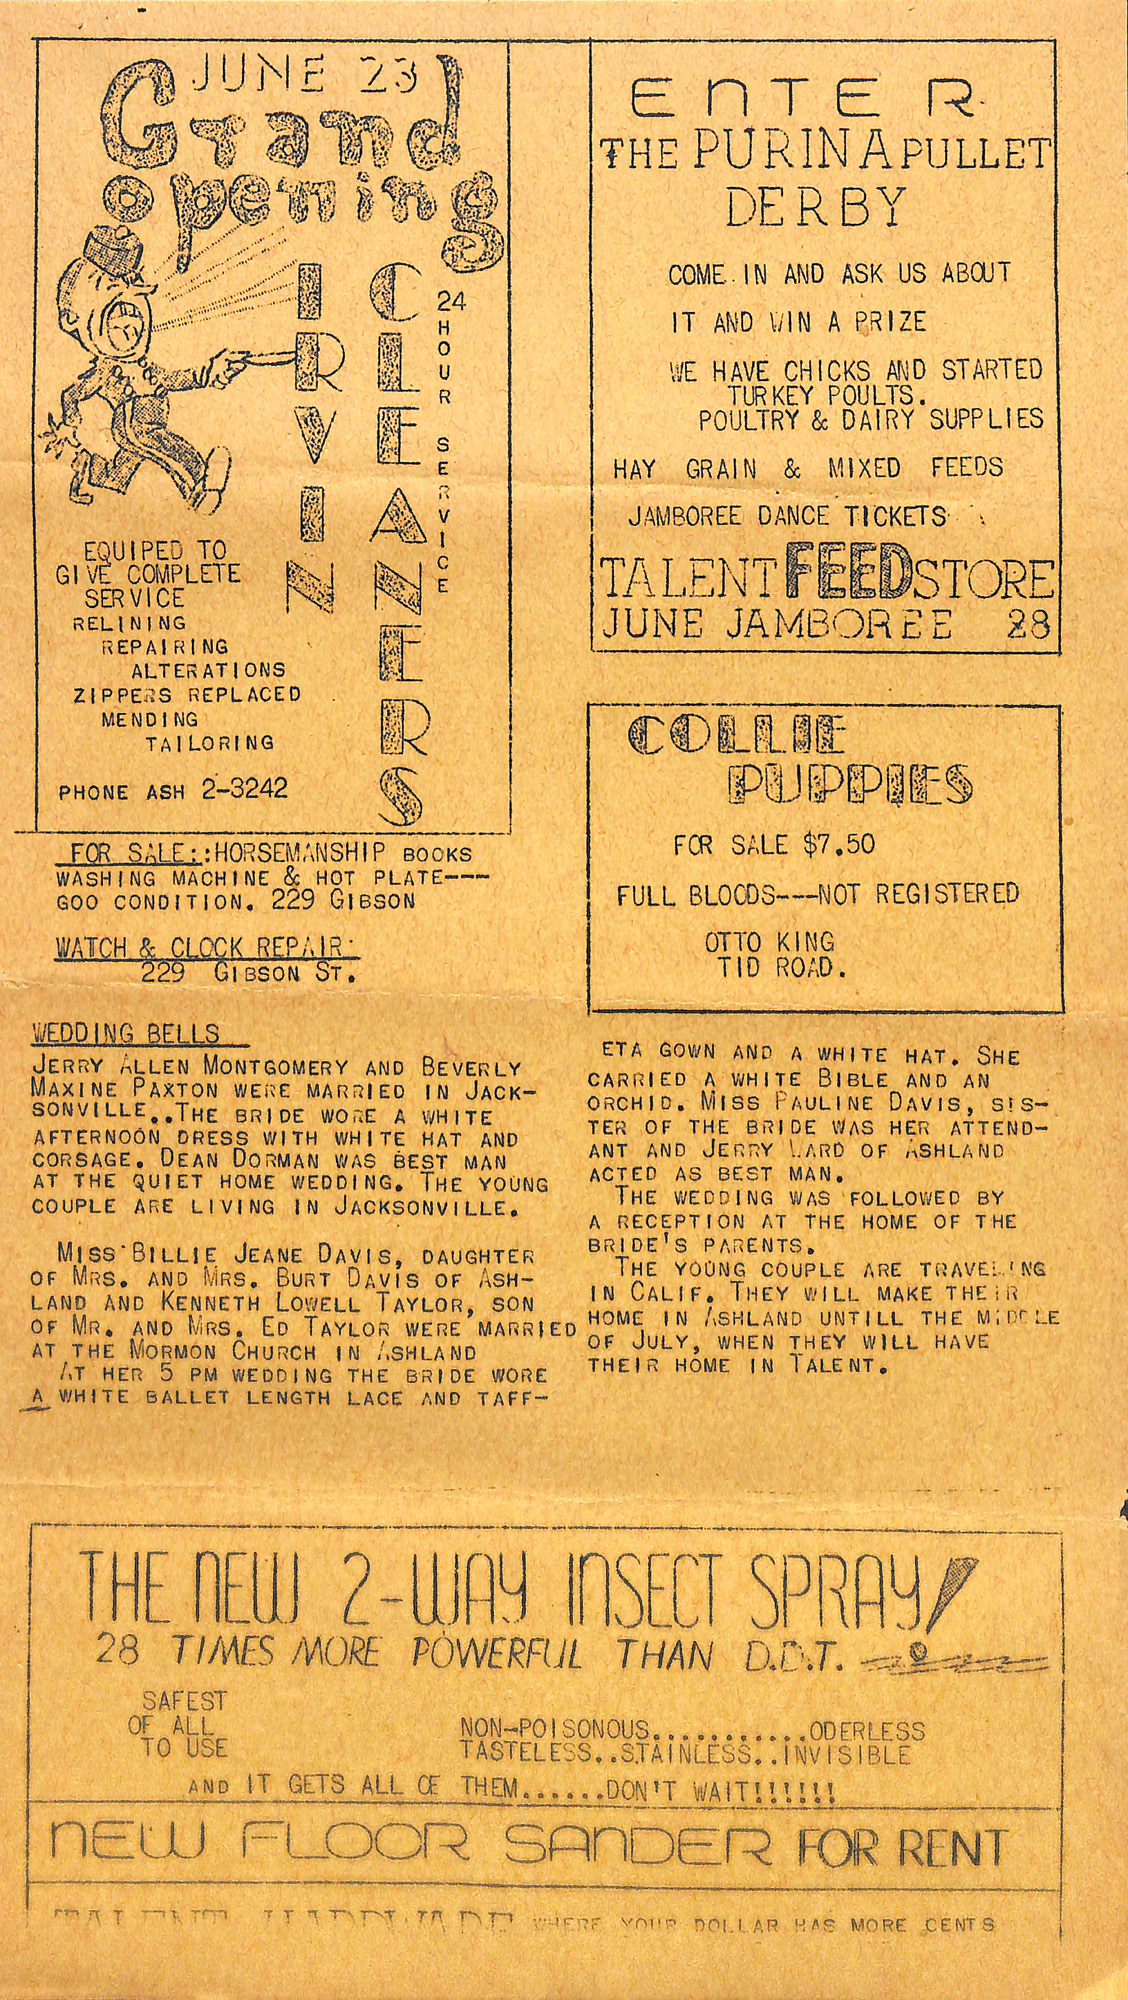 JUNE 23
Grand
opening
IRVIN
CLEANERS
24 HOUR SERVICE
EQUIPED TO
GIVE COMPLETE
SERVICE
RELINING
REPAIRING
ALTERATIONS
ZIPPERS REPLACED
MENDING
TAILORING
PHONE ASH 2-3242
FOR SALE::HORSEMANSHIP BOOKS
WASHING MACHINE & HOT PLATE---
GOO CONDITION. 229 GIBSON
WATCH & CLOCK REPAIR:
229 GIBSON ST.
ENTER
THE PURINA PULLET
DERBY
COME IN AND ASK US ABOUT
IT AND WIN A PRIZE
WE HAVE CHICKS AND STARTED
TURKEY POULTS.
POULTRY & DAIRY SUPPLIES
HAY GRAIN & MIXED FEEDS
JAMBOREE DANCE TICKETS
TALENT FEED STORE
JUNE JAMBOREE 28
COLLIE
PUPPIES
FOR SALE $7.50
FULL BLOODS---NOT REGISTERED
OTTO KING
TID ROAD.
WEDDING BELLS
JERRY ALLEN MONTGOMERY AND BEVERLY
MAXINE PAXTON WERE MARRIED IN JACK-
SONVILLE..THE BRIDE WORE A WHITE
AFTERNOON DRESS WITH WHITE HAT AND
CORSAGE. DEAN DORMAN WAS BEST MAN
AT THE QUIET HOME WEDDING. THE YOUNG
COUPLE ARE LIVING IN JACKSONVILLE.
MISS BILLIE JEANE DAVIS, DAUGHTER
OF MRS. AND MRS. BURT DAVIS OF ASH-
LAND AND KENNETH LOWELL TAYLOR, SON
OF MR. AND MRS. ED TAYLOR WERE MARRIED
AT THE MORMON CHURCH IN ASHLAND
AT HER 5 PM WEDDING THE BRIDE WORE
A WHITE BALLET LENGTH LACE AND TAFF-
ETA GOWN AND A WHITE HAT. SHE
CARRIED A WHITE BIBLE AND AN
ORCHID. MISS PAULINE DAVIS, SIS-
TER OF THE BRIDE WAS HER ATTEND-
ANT AND JERRY WARD OF ASHLAND
ACTED AS BEST MAN.
THE WEDDING WAS FOLLOWED BY
A RECEPTION AT THE HOME OF THE
BRIDE'S PARENTS.
THE YOUNG COUPLE ARE TRAVELING
IN CALIF. THEY WILL MAKE THEIR
HOME IN ASHLAND UNTILL THE MIDDLE
OF JULY, WHEN THEY WILL HAVE
THEIR HOME IN TALENT.
THE NEW 2-WAY INSECT SPRAY!
28 TIMES MORE POWERFUL THAN D.D.T.
SAFEST
OF ALL
TO USE
NON-POISONOUS...........ODERLESS
TASTELESS..STAINLESS..INVISIBLE
AND IT GETS ALL OF THEM......DON'T WAIT!!!!!!
NEW FLOOR SANDER FOR RENT
TALENT HARDWARE WHERE YOUR DOLLAR HAS MORE CENTS